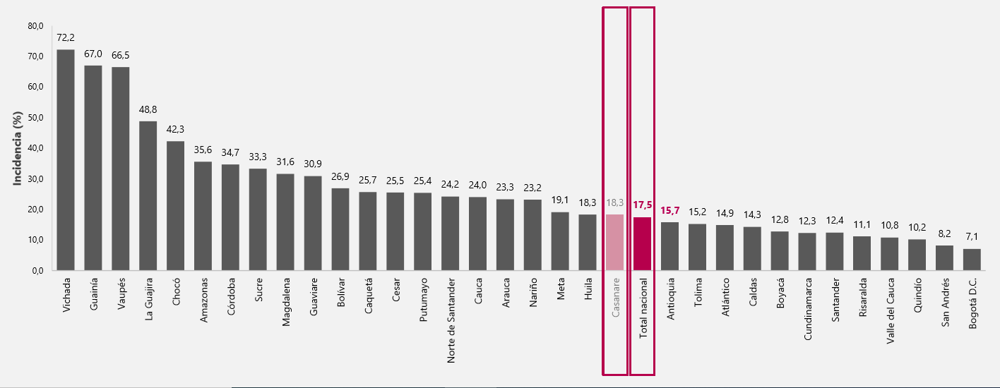 80,0
70,0
60,0
50,0
40,0
30,0
20,0
10,0
0,0
Incidencia (%)
72,2
67,0
66,5
48,8
42,3
35,6
34,7
33,3
31,6
30,9
26,9
25,7
25,5
25,4
24,2
24,0
23,3
23,2
19,1
18,3
18,3
17,5
15,7
15,2
14,9
14,3
12,8
12,3
12,4
11,1
10,8
10,2
8,2
7,1
Vichada
Guainía
Vaupés
La Guajira
Chocó
Amazonas
Córdoba
Sucre
Magdalena
Guaviare
Bolívar
Caquetá
Cesar
Putumayo
Norte de Santander
Cauca
Arauca
Nariño
Meta
Huila
Casanare
Total nacional
Antioquia
Tolima
Atlántico
Caldas
Boyacá
Cundinamarca
Santander
Risaralda
Valle del Cauca
Quindío
San Andrés
Bogotá D.C.